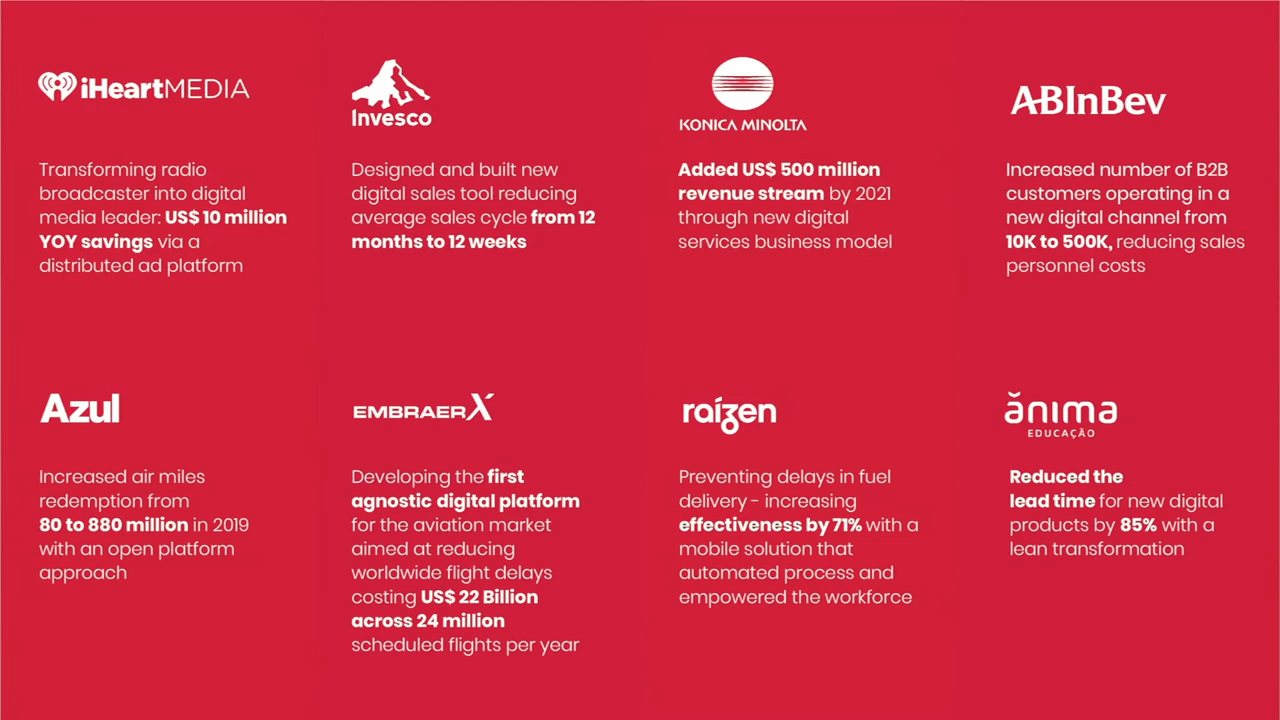 iHeartMEDIA
Transforming radio
broadcaster into digital
media leader: US$ 10 million
YOY savings via a
distributed ad platform
Invesco
Designed and built new
digital sales tool reducing
average sales cycle from 12
months to 12 weeks
KONICA MINOLTA
Added US$ 500 million
revenue stream by 2021
through new digital
services business model
ABInBev
Increased number of B2B
customers operating in a
new digital channel from
10K to 500K, reducing sales
personnel costs
Azul
Increased air miles
redemption from
80 to 880 million in 2019
with an open platform
approach
EMBRAER X
Developing the first
agnostic digital platform
for the aviation market
aimed at reducing
worldwide flight delays
costing US$ 22 Billion
across 24 million
scheduled flights per year
raízen
Preventing delays in fuel
delivery - increasing
effectiveness by 71% with a
mobile solution that
automated process and
empowered the workforce
ănıma
EDUCAÇÃO
Reduced the
lead time for new digital
products by 85% with a
lean transformation